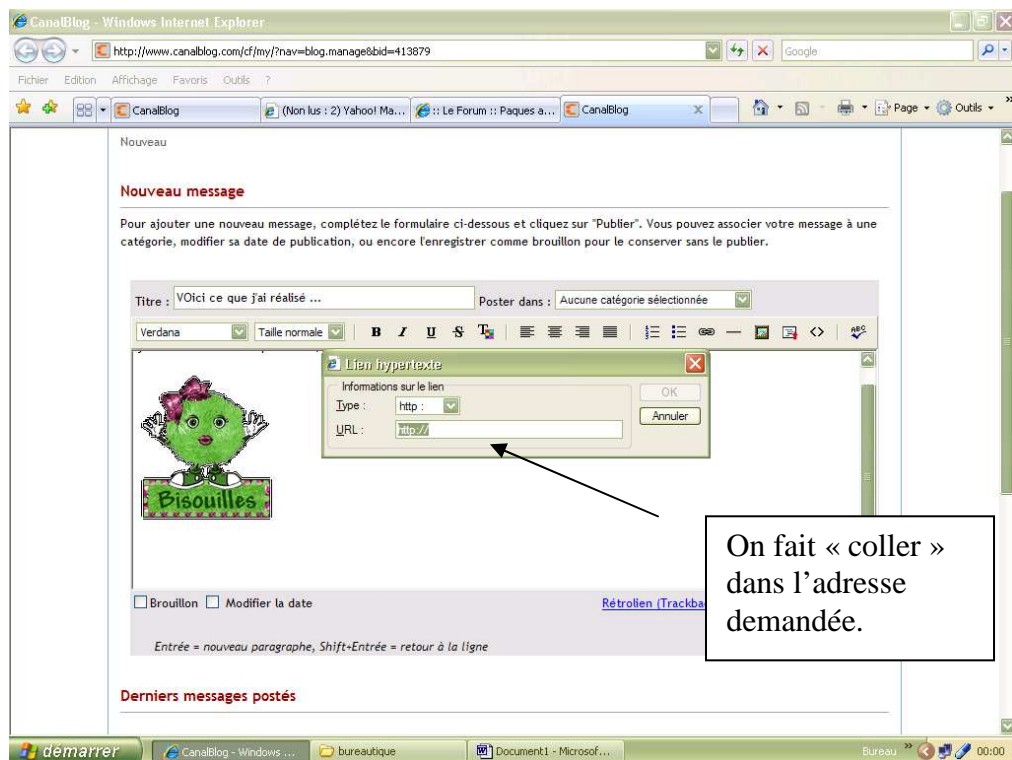 CanalBlog - Windows Internet Explorer
http://www.canalblog.com/cf/my/?nav=blog.manage&bid=413879
Google
Fichier Edition Affichage Favoris Outils ?
CanalBlog
(Non lus : 2) Yahoo! Ma...
:: Le Forum :: Paques a...
CanalBlog
Page
Outils
Nouveau
Nouveau message
Pour ajouter une nouveau message, complétez le formulaire ci-dessous et cliquez sur "Publier". Vous pouvez associer votre message à une
catégorie, modifier sa date de publication, ou encore l'enregistrer comme brouillon pour le conserver sans le publier.
Titre : VOici ce que j'ai réalisé ...
Poster dans : Aucune catégorie sélectionnée
Verdana Taille normale B I U S T ABC
Lien hypertexte
Informations sur le lien
Type : http :
URL : http://
OK
Annuler
Bisouilles
On fait « coller »
dans l'adresse
demandée.
Brouillon Modifier la date
Rétrolien (Trackba
Entrée = nouveau paragraphe, Shift+Entrée = retour à la ligne
Derniers messages postés
démarrer
CanalBlog - Windows ...
bureautique
Document1 - Microsof...
Bureau »
00:00